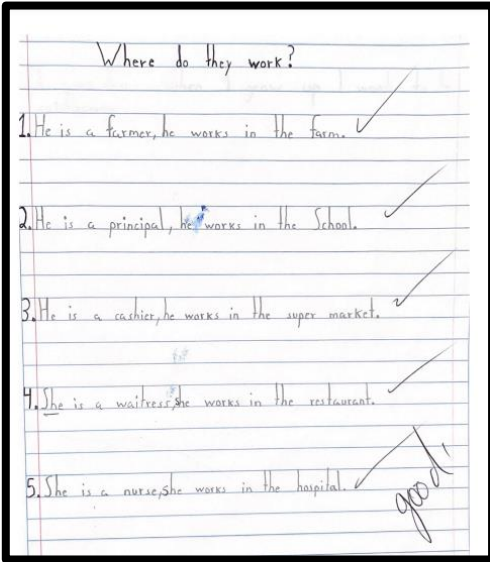 Where do they work?
1. He is a farmer, he works in the farm.
2. He is a principal, he works in the School.
3. He is a cashier, he works in the super market.
4. She is a waitress, she works in the restaurant.
5. She is a nurse, she works in the hospital.
good,